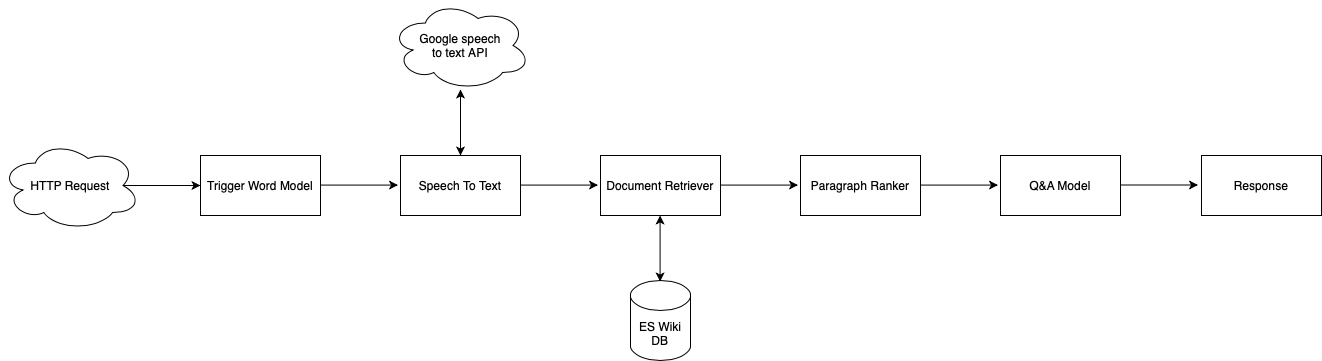 Google speech
to text API
HTTP Request
Trigger Word Model
Speech To Text
Document Retriever
Paragraph Ranker
Q&A Model
Response
ES Wiki
DB